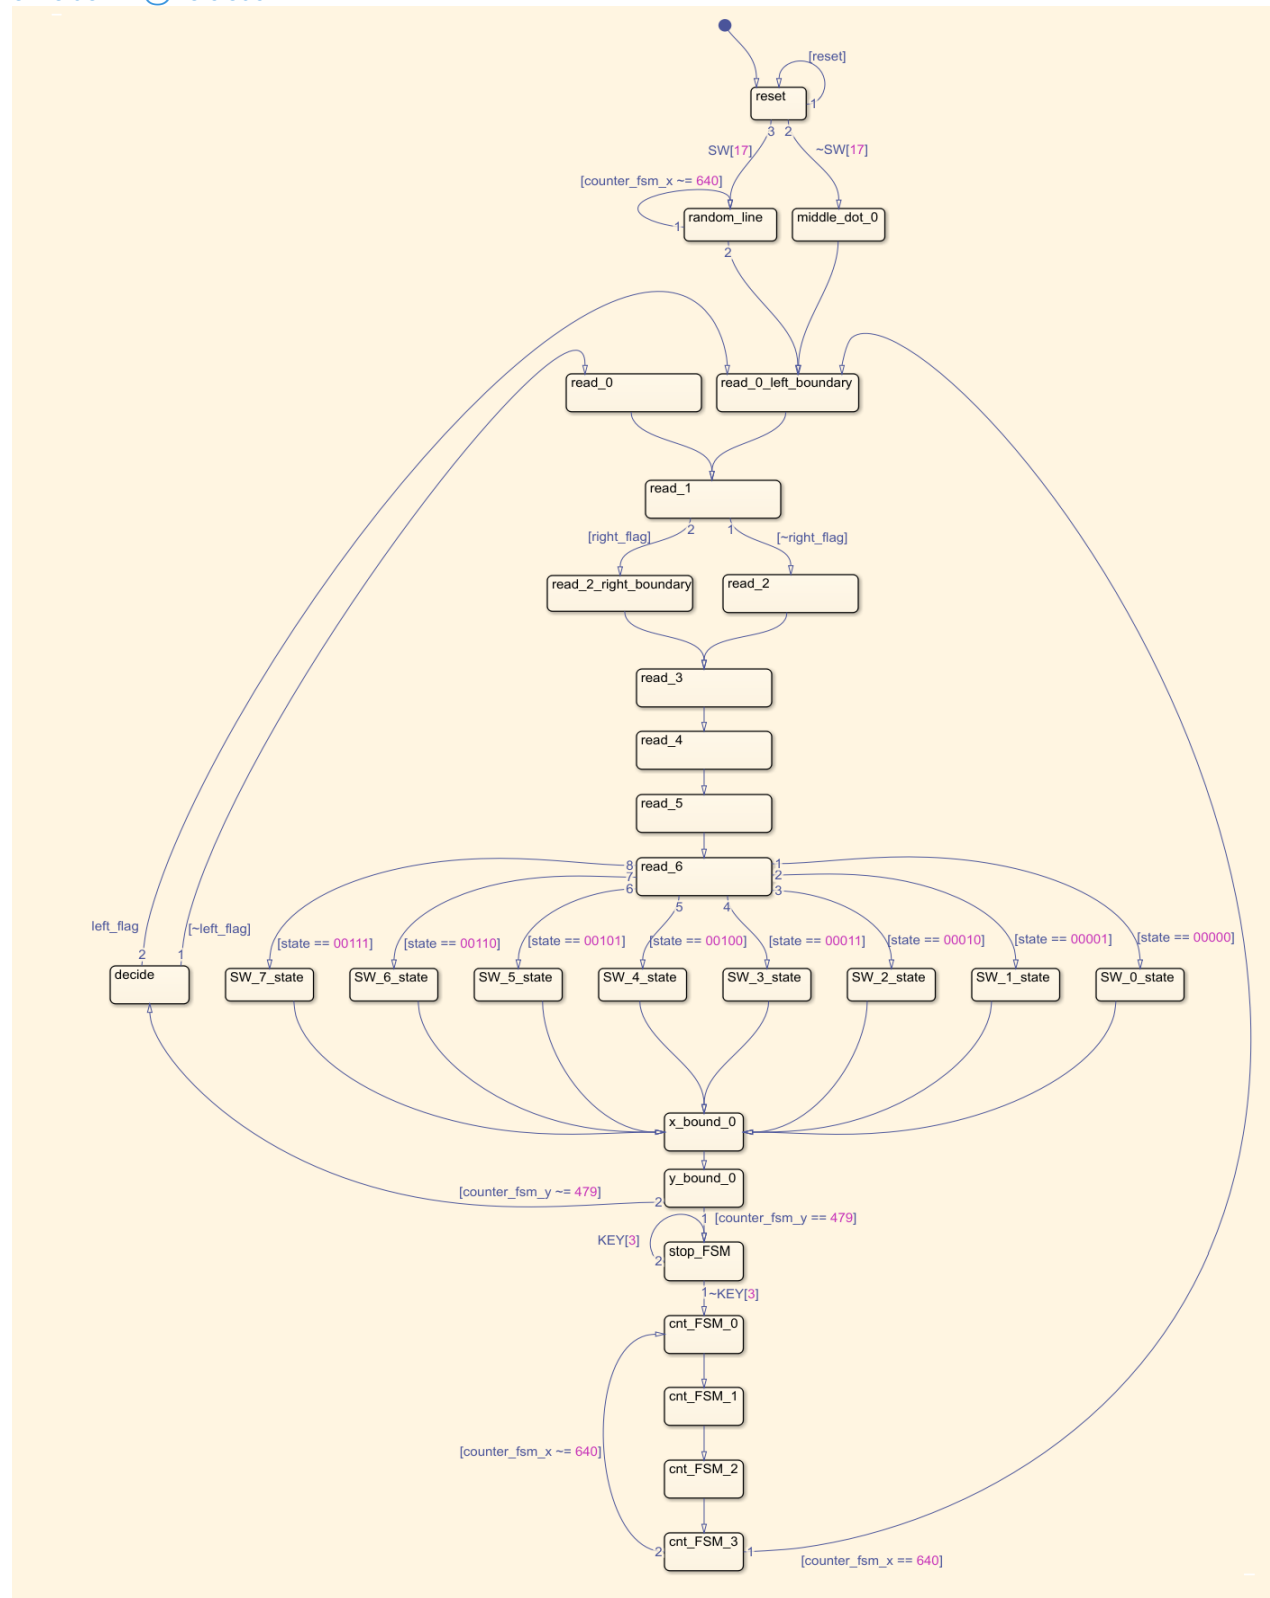 [reset]
reset
1
3 2
SW[17]
~SW[17]
[counter_fsm_x ~= 640]
random_line
middle_dot_0
1
2
read_0
read_0_left_boundary
read_1
2 1
[right_flag]
[~right_flag]
read_2_right_boundary
read_2
read_3
read_4
read_5
read_6
8
7
6
1
2
3
5 4
left_flag
[~left_flag]
2 1
[state == 00111]
[state == 00110]
[state == 00101]
[state == 00100]
[state == 00011]
[state == 00010]
[state == 00001]
[state == 00000]
decide
SW_7_state
SW_6_state
SW_5_state
SW_4_state
SW_3_state
SW_2_state
SW_1_state
SW_0_state
x_bound_0
y_bound_0
[counter_fsm_y ~= 479]
2
1
[counter_fsm_y == 479]
KEY[3]
stop_FSM
2
1
~KEY[3]
cnt_FSM_0
cnt_FSM_1
[counter_fsm_x ~= 640]
cnt_FSM_2
cnt_FSM_3
2
1
[counter_fsm_x == 640]